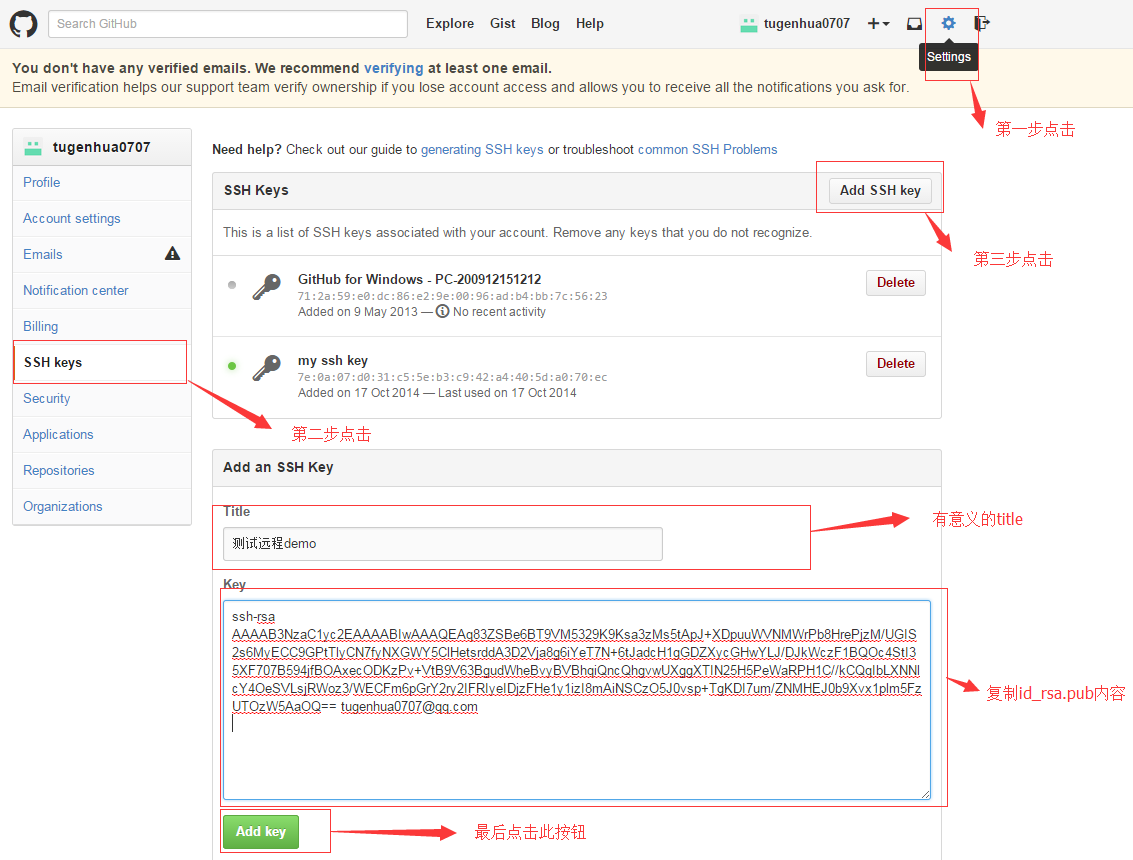 Search GitHub
Explore Gist Blog Help
tugenhua0707
Settings
You don't have any verified emails. We recommend verifying at least one email.
Email verification helps our support team verify ownership if you lose account access and allows you to receive all the notifications you ask for.
第一步点击
tugenhua0707
Profile
Account settings
Emails
Notification center
Billing
SSH keys
Security
Applications
Repositories
Organizations
第二步点击
Need help? Check out our guide to generating SSH keys or troubleshoot common SSH Problems
SSH Keys
Add SSH key
第三步点击
This is a list of SSH keys associated with your account. Remove any keys that you do not recognize.
GitHub for Windows - PC-200912151212
71:2a:59:e0:dc:86:e2:9e:00:96:ad:b4:bb:7c:56:23
Added on 9 May 2013 — No recent activity
Delete
my ssh key
7e:0a:07:d0:31:c5:5e:b3:c9:42:a4:40:5d:a0:70:ec
Added on 17 Oct 2014 — Last used on 17 Oct 2014
Delete
Add an SSH Key
Title
测试远程demo
有意义的title
Key
ssh-rsa
UTOzW5AaOQ== tugenhua0707@qq.com
复制id_rsa.pub内容
Add key
最后点击此按钮